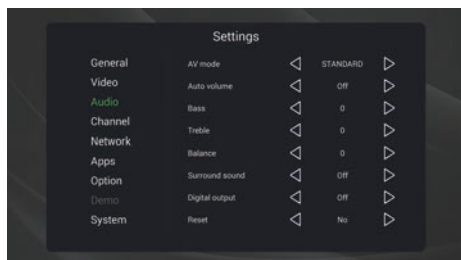 Settings
General
Video
Audio
Channel
Network
Apps
Option
Demo
System
AV mode STANDARD
Auto volume Off
Bass 0
Treble 0
Balance 0
Surround sound Off
Digital output Off
Reset No